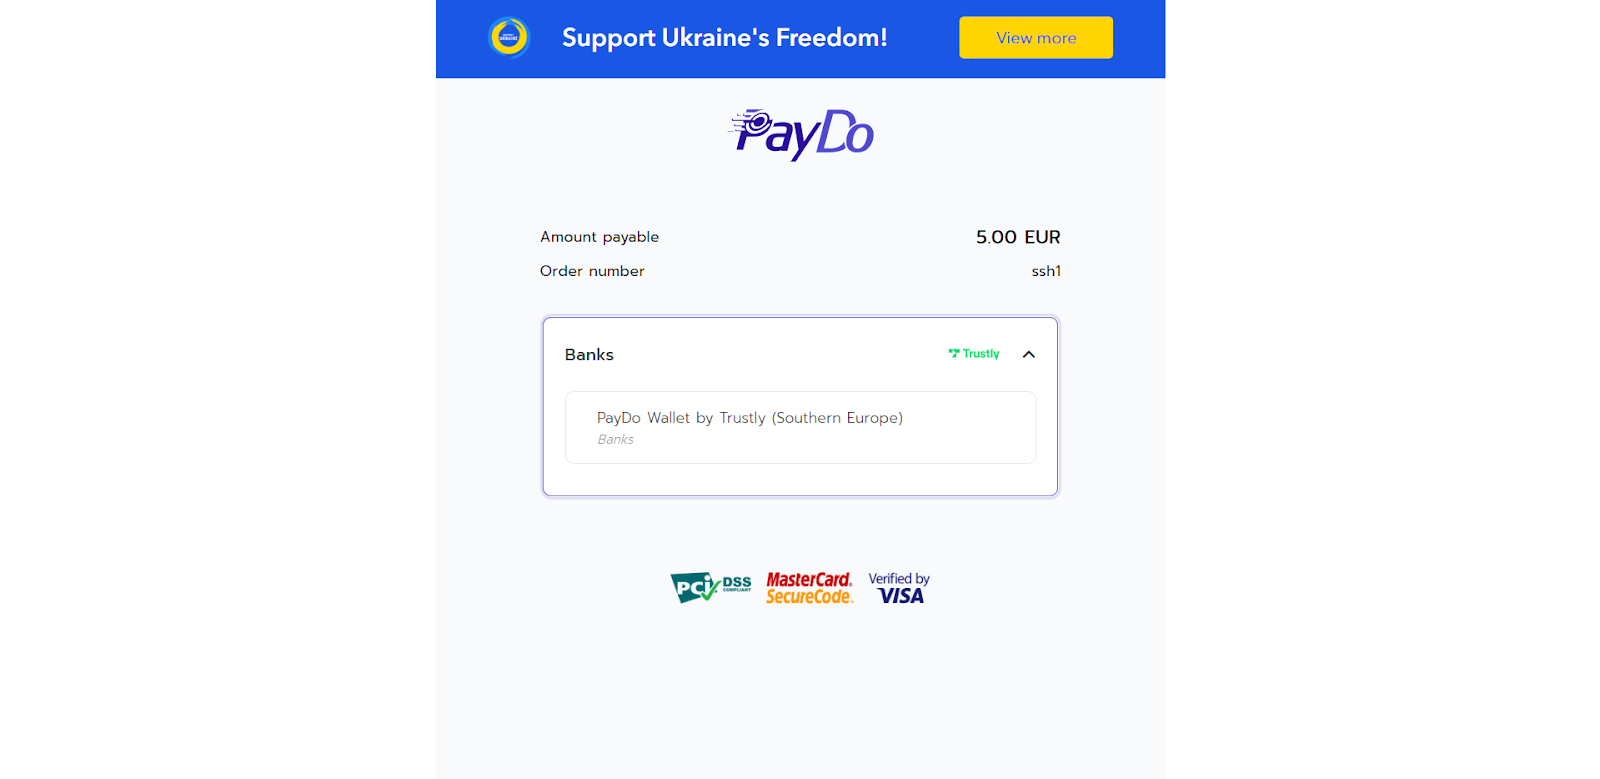 Support Ukraine's Freedom!
View more
PayDo
Amount payable
5.00 EUR
Order number
ssh1
Banks
Trustly
PayDo Wallet by Trustly (Southern Europe)
Banks
PCI DSS
COMPLIANT
MasterCard.
SecureCode
Verified by
VISA